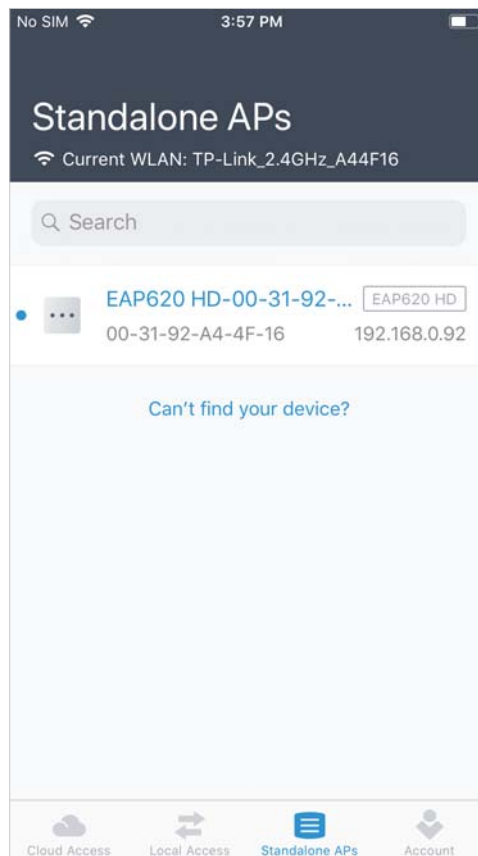 No SIM 3:57 PM
Standalone APs
Current WLAN: TP-Link_2.4GHz_A44F16
Search
EAP620 HD-00-31-92-... EAP620 HD
00-31-92-A4-4F-16 192.168.0.92
Can't find your device?
Cloud Access Local Access Standalone APs Account